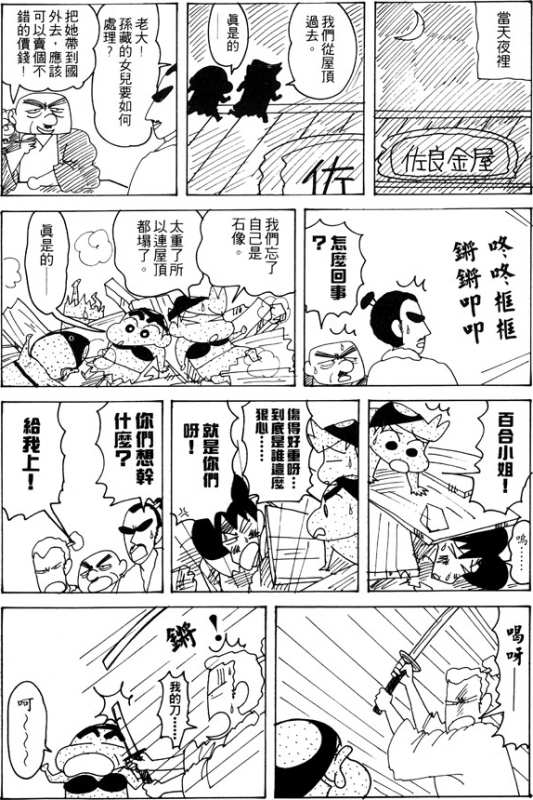 當天夜裡
佐良金屋
我們從屋頂
過去。
眞是的
——
佐
老大！
孫藏的女兒要如何
處理？
把她帶到國
外去，應該
可以賣個不
錯的價錢！
咚咚框框
鏘鏘叩叩
怎麼回事
？
我們忘了
自己是
石像。
太重了所
以連屋頂
都塌了。
眞是的——
百合小姐！
嗚…
傷得好重呀…
到底是誰這麼
狠心……
就是你們
呀！
你們想幹
什麼？
給我上！
喝呀——
鏘！
我的刀……
呵～～～